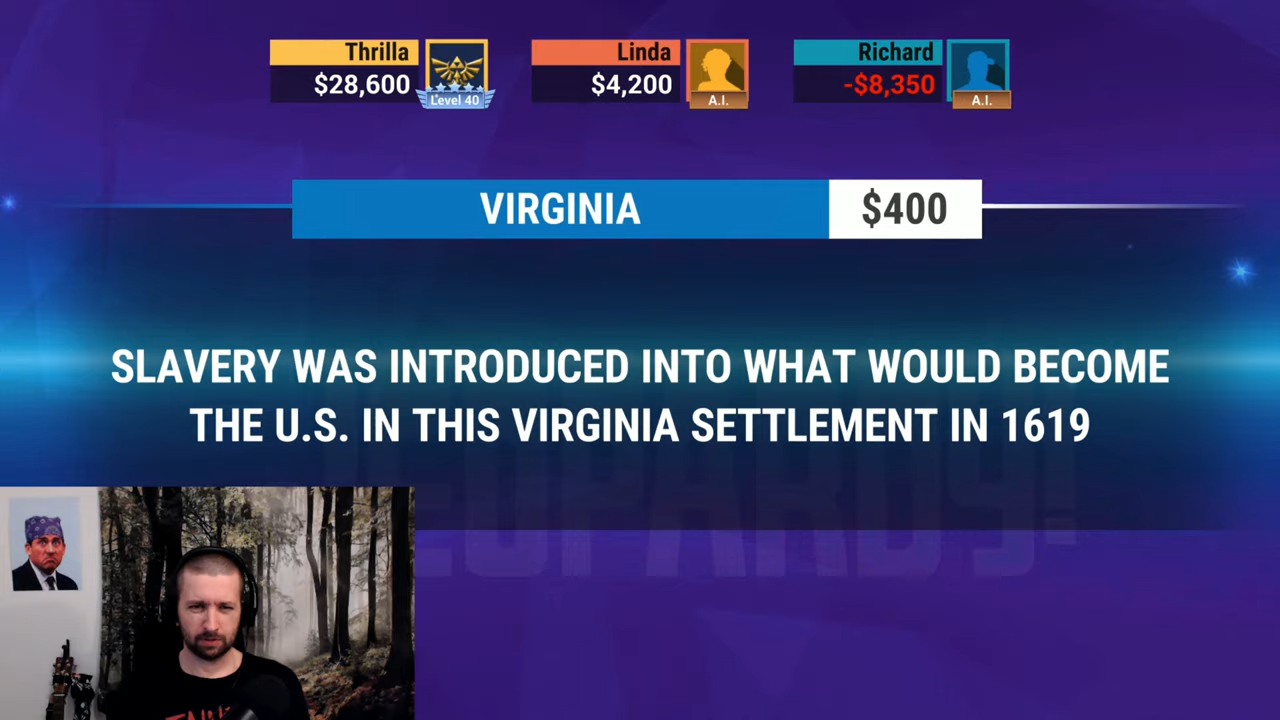 Thrilla
$28,600
Level 40
Linda
$4,200
A.I.
Richard
-$8,350
A.I.
VIRGINIA
$400
SLAVERY WAS INTRODUCED INTO WHAT WOULD BECOME
THE U.S. IN THIS VIRGINIA SETTLEMENT IN 1619
JEOPARDY!